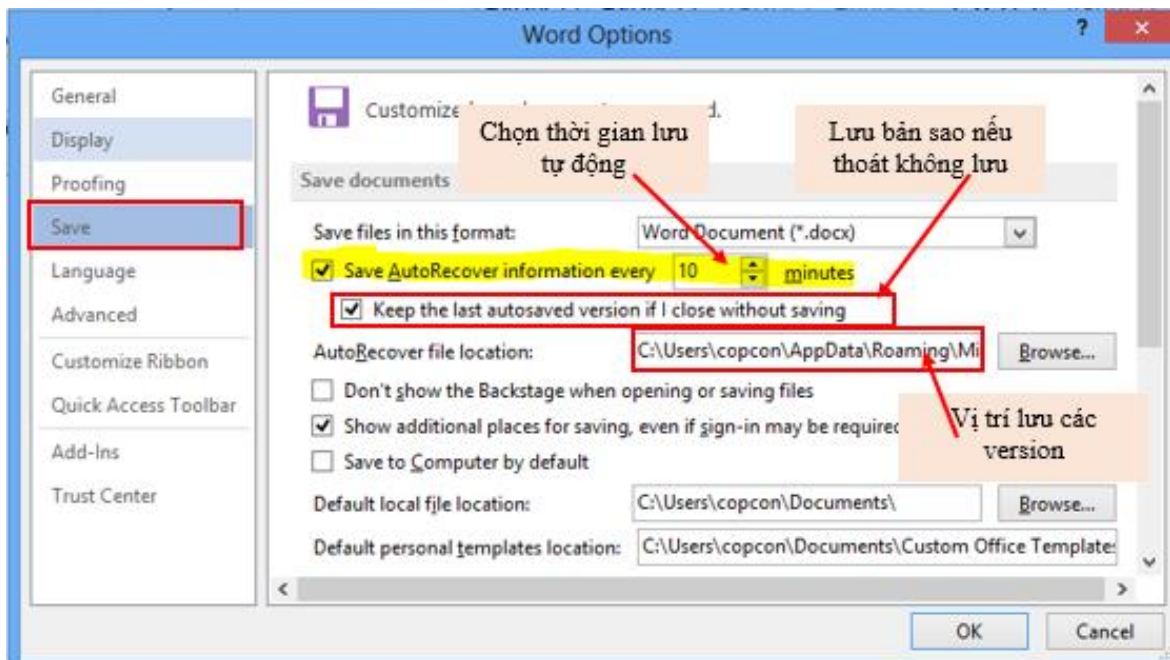 Word Options
?
General
Display
Proofing
Save
Language
Advanced
Customize Ribbon
Quick Access Toolbar
Add-Ins
Trust Center
Customize
Chọn thời gian lưu
tự động
Lưu bản sao nếu
thoát không lưu
Save documents
Save files in this format: Word Document (*.docx)
Save AutoRecover information every 10 minutes
Keep the last autosaved version if I close without saving
AutoRecover file location: C:\Users\copcon\AppData\Roaming\Mi Browse...
Don't show the Backstage when opening or saving files
Show additional places for saving, even if sign-in may be required
Save to Computer by default
Vị trí lưu các
version
Default local file location: C:\Users\copcon\Documents\ Browse...
Default personal templates location: C:\Users\copcon\Documents\Custom Office Templates
OK Cancel